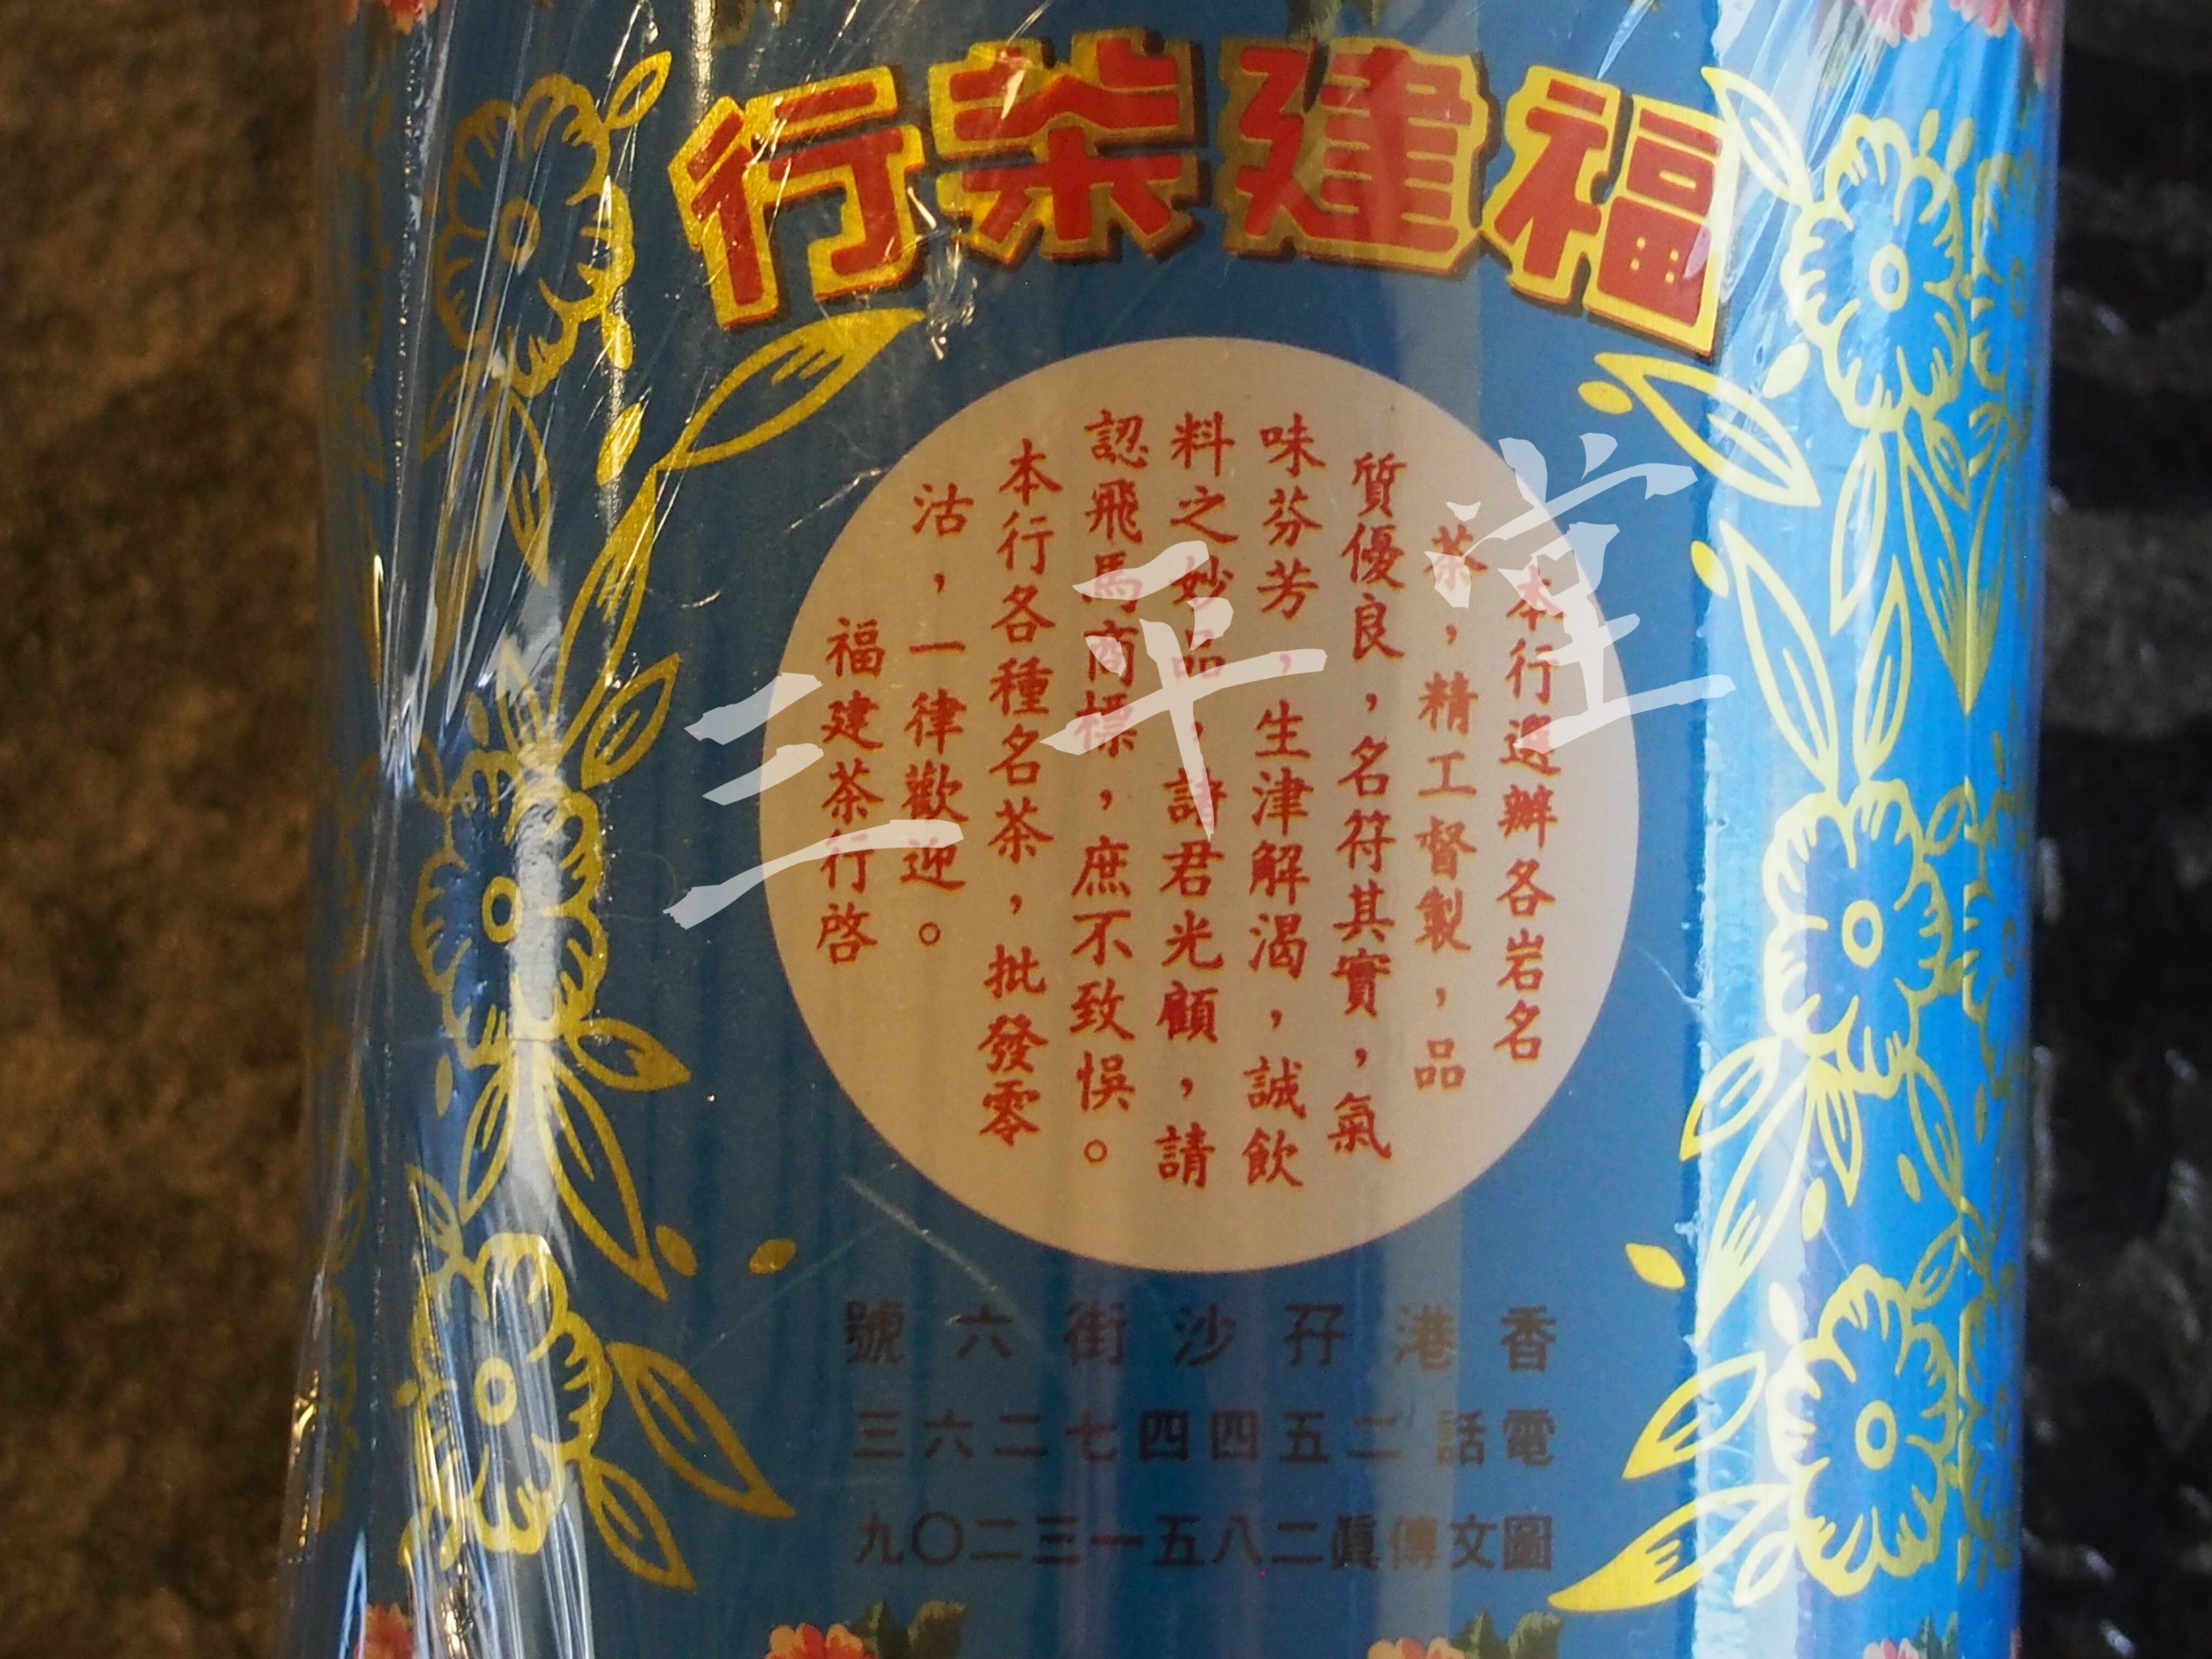 福建茶行
本行選辦各岩名
茶，精工督製，品
質優良，名符其實，氣
味芬芳，生津解渴，誠飲
料之妙品，諸君光顧，請
認飛馬商標，庶不致悞。
本行各種名茶，批發零
沽，一律歡迎。
福建茶行啓
香港孖沙街六號
電話 二五四四七二六三
圖文傳眞二八五一三二〇九
三平堂